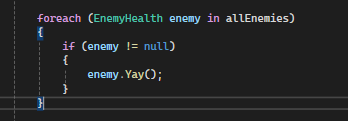 foreach (EnemyHealth enemy in allEnemies)
{
if (enemy != null)
{
enemy.Yay();
}
}